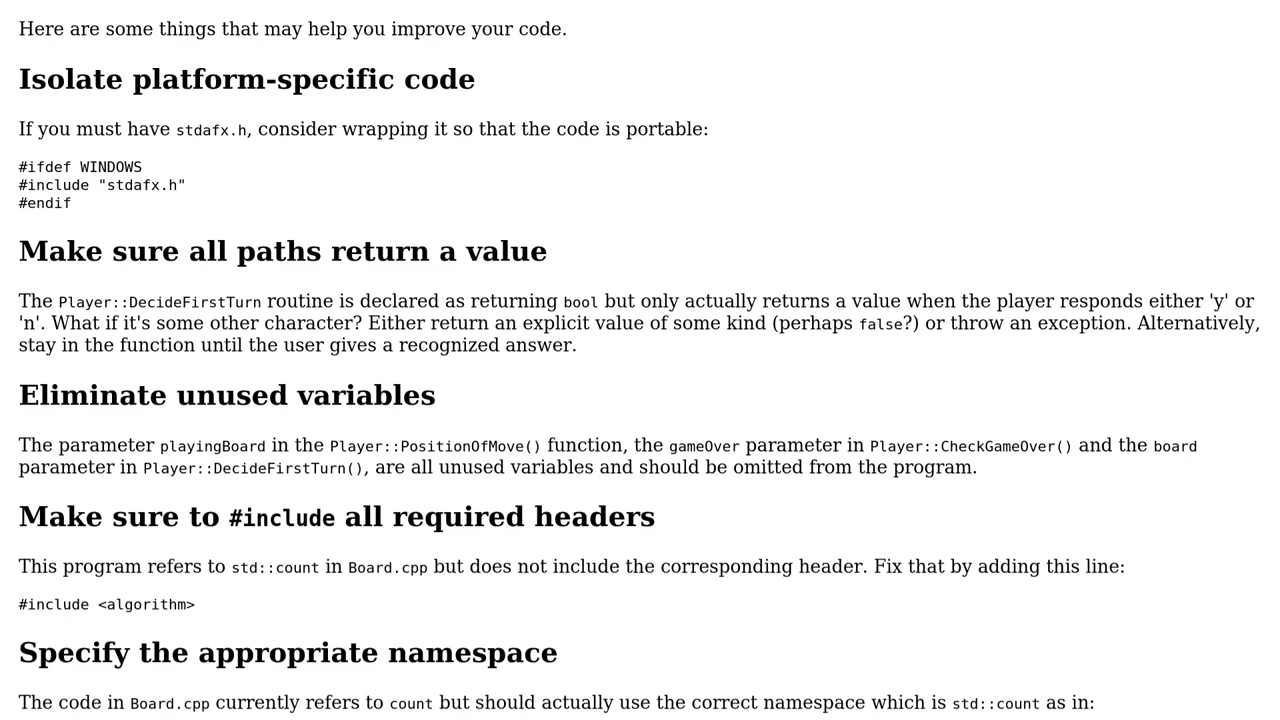 Here are some things that may help you improve your code.
Isolate platform-specific code
If you must have stdafx.h, consider wrapping it so that the code is portable:
#ifdef WINDOWS
#include "stdafx.h"
#endif
Make sure all paths return a value
The Player::DecideFirstTurn routine is declared as returning bool but only actually returns a value when the player responds either 'y' or
'n'. What if it's some other character? Either return an explicit value of some kind (perhaps false?) or throw an exception. Alternatively,
stay in the function until the user gives a recognized answer.
Eliminate unused variables
The parameter playingBoard in the Player::PositionOfMove() function, the gameOver parameter in Player::CheckGameOver() and the board
parameter in Player::DecideFirstTurn(), are all unused variables and should be omitted from the program.
Make sure to #include all required headers
This program refers to std::count in Board.cpp but does not include the corresponding header. Fix that by adding this line:
#include <algorithm>
Specify the appropriate namespace
The code in Board.cpp currently refers to count but should actually use the correct namespace which is std::count as in: